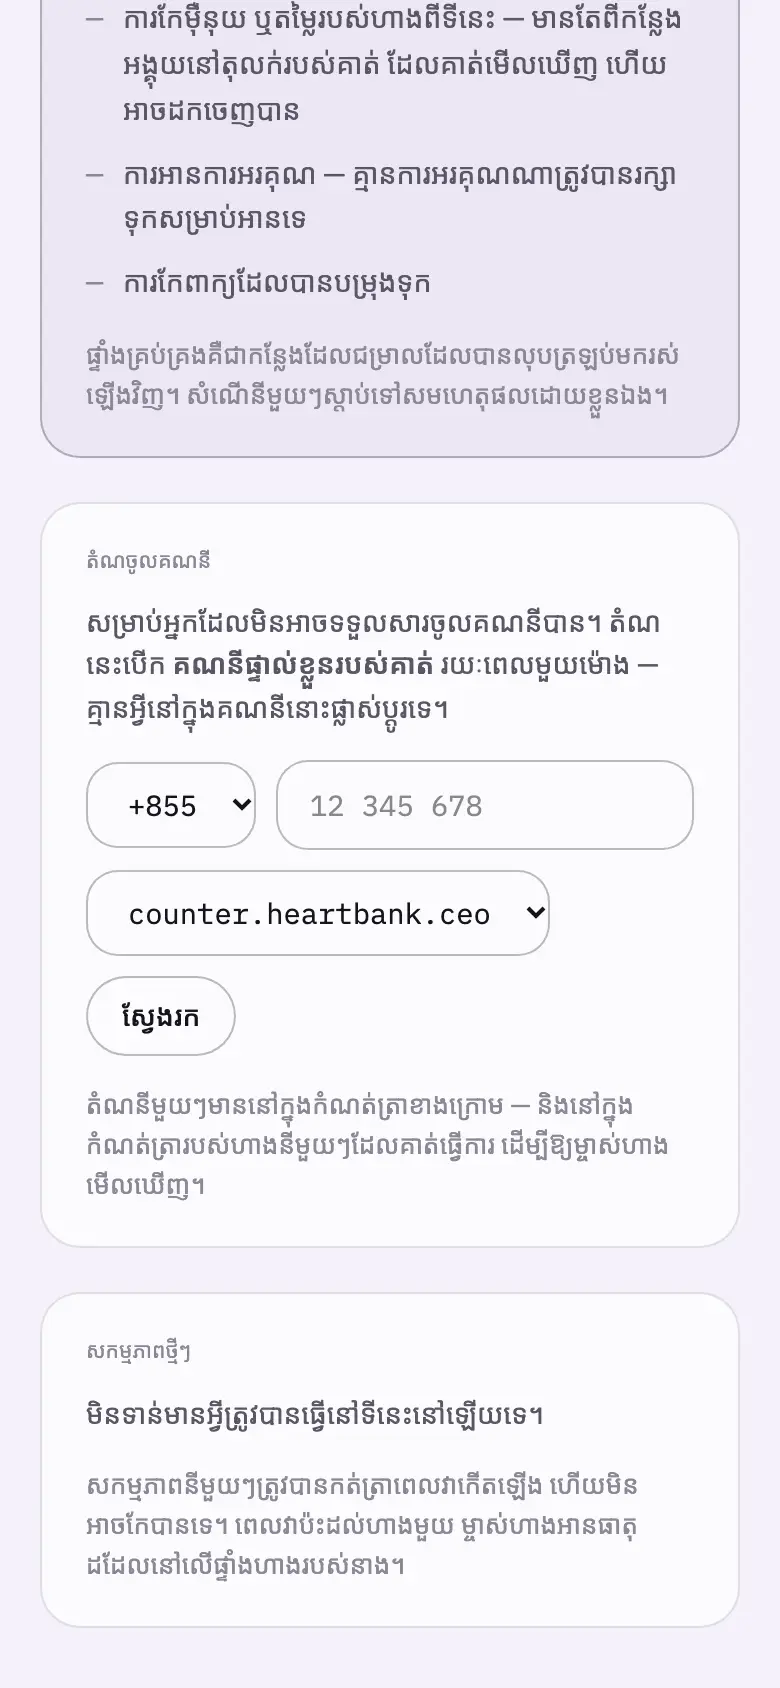 — ការកែម៉ឺនុយ ឬតម្លៃរបស់ហាងពីទីនេះ — មានតែពីកន្លែង
អង្គុយនៅតុលក់របស់គាត់ ដែលគាត់មើលឃើញ ហើយ
អាចដកចេញបាន
— ការអានការអរគុណ — គ្មានការអរគុណណាត្រូវបានរក្សា
ទុកសម្រាប់អានទេ
— ការកែពាក្យដែលបានបម្រុងទុក
ផ្ទាំងគ្រប់គ្រងគឺជាកន្លែងដែលជម្រាលដែលបានលុបត្រឡប់មករស់
ឡើងវិញ។ សំណើនីមួយៗស្តាប់ទៅសមហេតុផលដោយខ្លួនឯង។
តំណចូលគណនី
សម្រាប់អ្នកដែលមិនអាចទទួលសារចូលគណនីបាន។ តំណ
នេះបើក គណនីផ្ទាល់ខ្លួនរបស់គាត់ រយៈពេលមួយម៉ោង —
គ្មានអ្វីនៅក្នុងគណនីនោះផ្លាស់ប្តូរទេ។
+855 12 345 678
counter.heartbank.ceo
ស្វែងរក
តំណនីមួយៗមាននៅក្នុងកំណត់ត្រាខាងក្រោម — និងនៅក្នុង
កំណត់ត្រារបស់ហាងនីមួយៗដែលគាត់ធ្វើការ ដើម្បីឱ្យម្ចាស់ហាង
មើលឃើញ។
សកម្មភាពថ្មីៗ
មិនទាន់មានអ្វីត្រូវបានធ្វើនៅទីនេះនៅឡើយទេ។
សកម្មភាពនីមួយៗត្រូវបានកត់ត្រាពេលវាកើតឡើង ហើយមិន
អាចកែបានទេ។ ពេលវាប៉ះដល់ហាងមួយ ម្ចាស់ហាងអានធាតុ
ដដែលនៅលើផ្ទាំងហាងរបស់នាង។